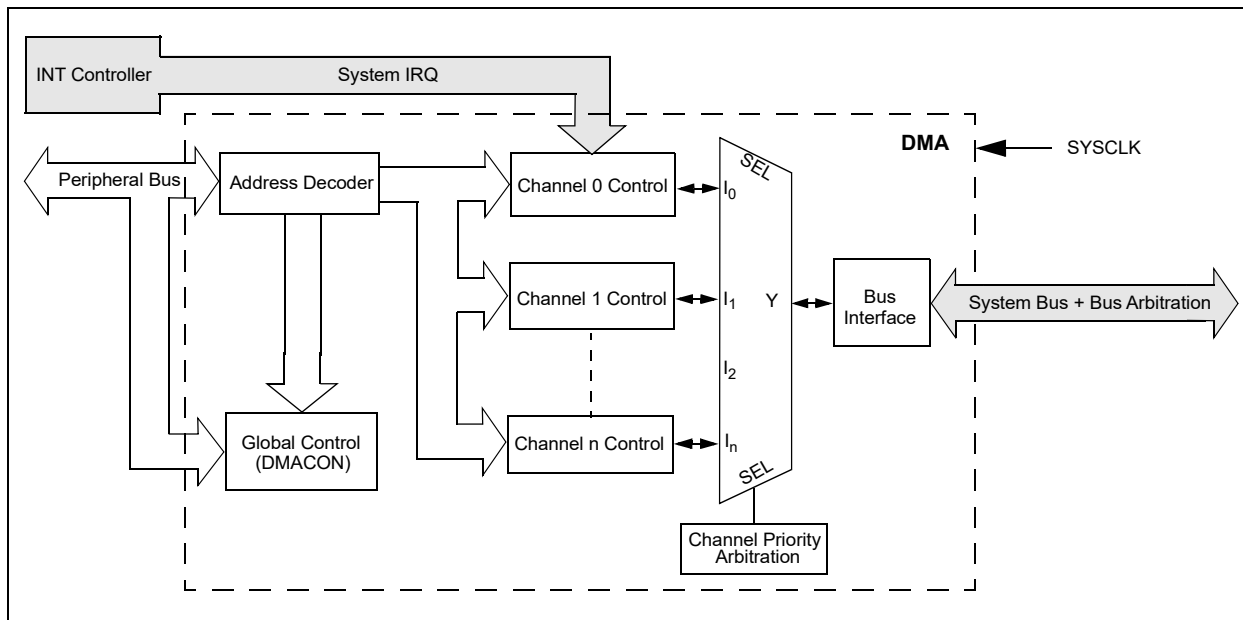 INT Controller
System IRQ
DMA
SYSCLK
Peripheral Bus
Address Decoder
Channel 0 Control
I0
SEL
Channel 1 Control
I1
Y
Bus
Interface
System Bus + Bus Arbitration
I2
Global Control
(DMACON)
Channel n Control
In
SEL
Channel Priority
Arbitration